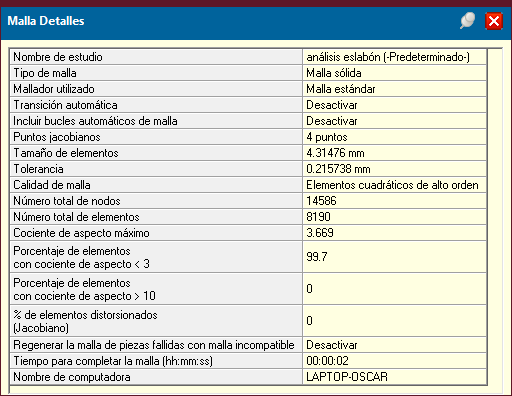 Malla Detalles
Nombre de estudio análisis eslabón (-Predeterminado-)
Tipo de malla Malla sólida
Mallador utilizado Malla estándar
Transición automática Desactivar
Incluir bucles automáticos de malla Desactivar
Puntos jacobianos 4 puntos
Tamaño de elementos 4.31476 mm
Tolerancia 0.215738 mm
Calidad de malla Elementos cuadráticos de alto orden
Número total de nodos 14586
Número total de elementos 8190
Cociente de aspecto máximo 3.669
Porcentaje de elementos
con cociente de aspecto < 3 99.7
Porcentaje de elementos
con cociente de aspecto > 10 0
% de elementos distorsionados
(Jacobiano) 0
Regenerar la malla de piezas fallidas con malla incompatible Desactivar
Tiempo para completar la malla (hh:mm:ss) 00:00:02
Nombre de computadora LAPTOP-OSCAR